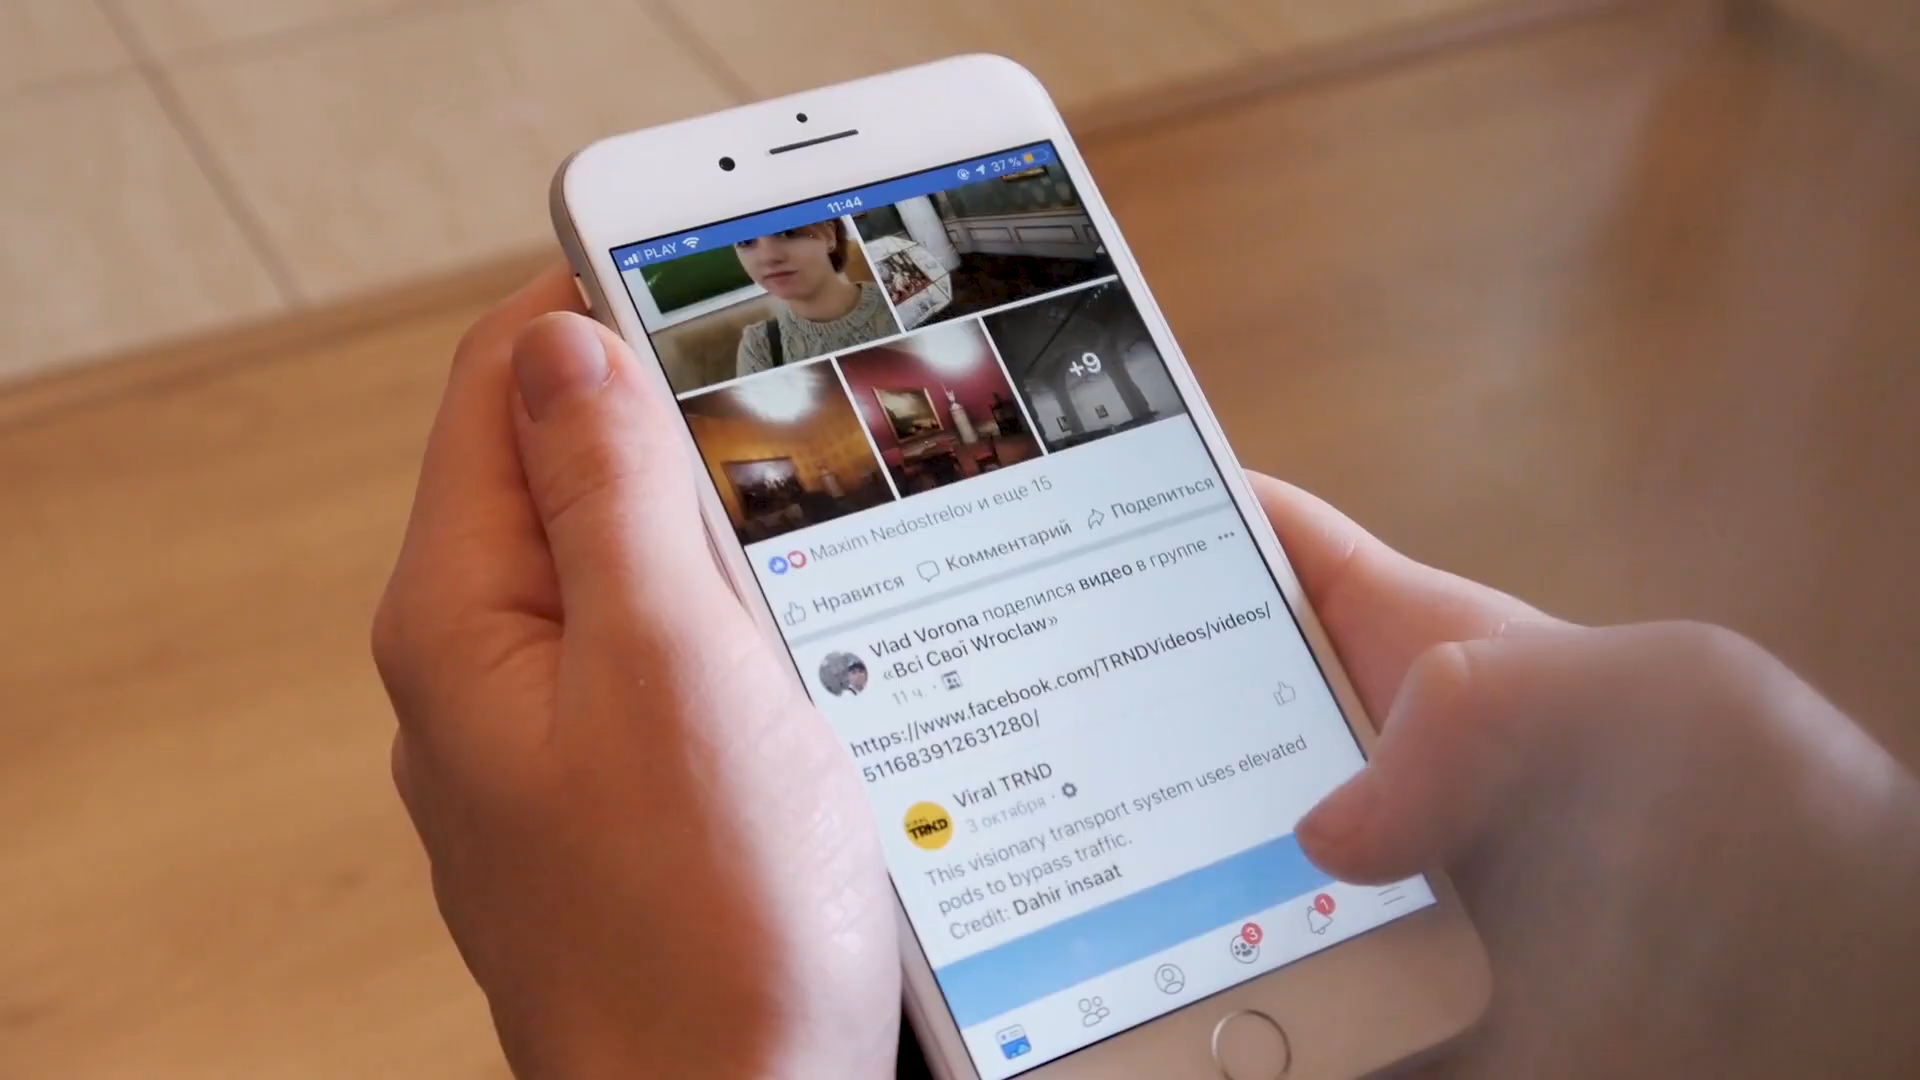 PLAY
11:44
37 %
+9
Maxim Nedostrelov и еще 15
Нравится
Комментарий
Поделиться
Vlad Vorona поделился видео в группе
«Всі Свої Wroclaw»
11 ч.
https://www.facebook.com/TRNDVideos/videos/
511683912631280/
Viral TRND
3 октября
TRND
This visionary transport system uses elevated
pods to bypass traffic.
Credit: Dahir insaat
3
1